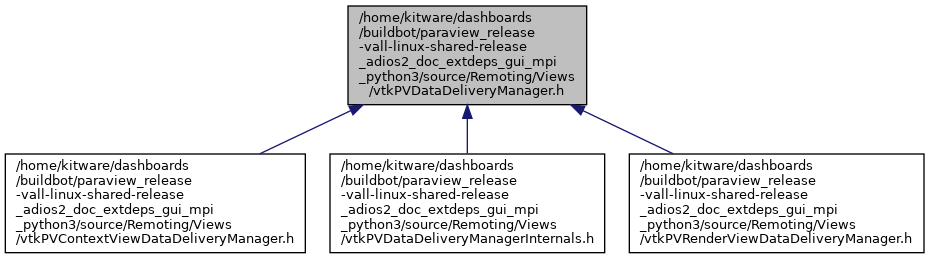 /home/kitware/dashboards
/buildbot/paraview_release
-vall-linux-shared-release
_adios2_doc_extdeps_gui_mpi
_python3/source/Remoting/Views
/vtkPVDataDeliveryManager.h
/home/kitware/dashboards
/buildbot/paraview_release
-vall-linux-shared-release
_adios2_doc_extdeps_gui_mpi
_python3/source/Remoting/Views
/vtkPVContextViewDataDeliveryManager.h
/home/kitware/dashboards
/buildbot/paraview_release
-vall-linux-shared-release
_adios2_doc_extdeps_gui_mpi
_python3/source/Remoting/Views
/vtkPVDataDeliveryManagerInternals.h
/home/kitware/dashboards
/buildbot/paraview_release
-vall-linux-shared-release
_adios2_doc_extdeps_gui_mpi
_python3/source/Remoting/Views
/vtkPVRenderViewDataDeliveryManager.h